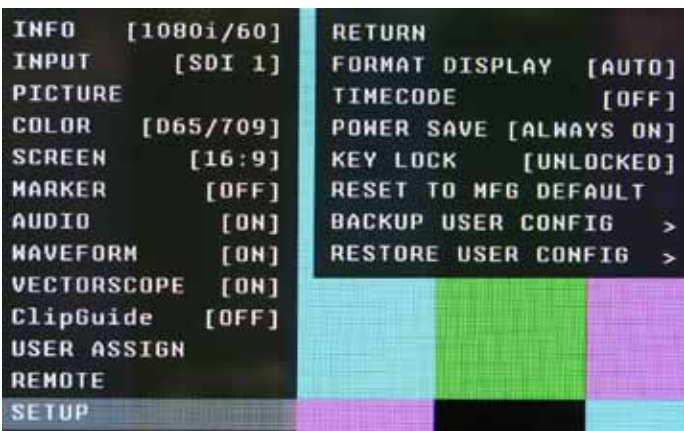 INFO [1080i/60]
INPUT [SDI 1]
PICTURE
COLOR [D65/709]
SCREEN [16:9]
MARKER [OFF]
AUDIO [ON]
WAVEFORM [ON]
VECTORSCOPE [ON]
ClipGuide [OFF]
USER ASSIGN
REMOTE
SETUP
RETURN
FORMAT DISPLAY [AUTO]
TIMECODE [OFF]
POWER SAVE [ALWAYS ON]
KEY LOCK [UNLOCKED]
RESET TO MFG DEFAULT
BACKUP USER CONFIG >
RESTORE USER CONFIG >